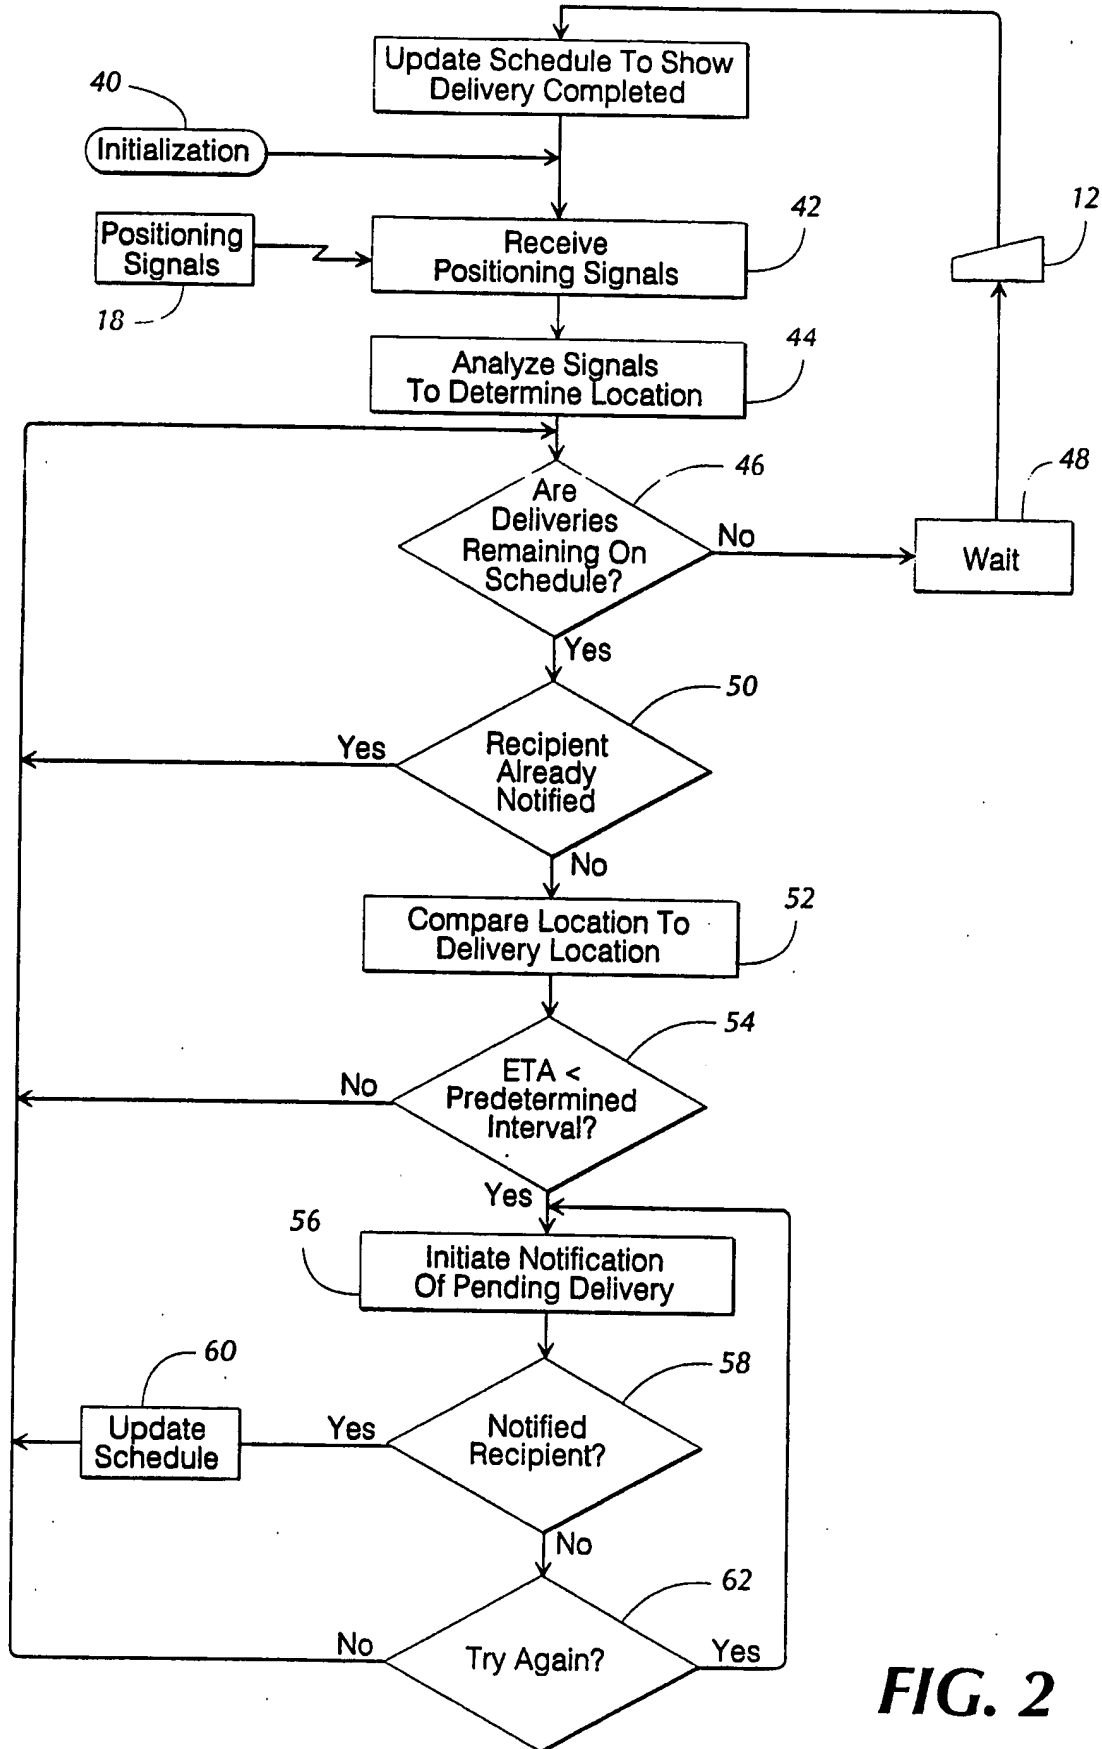 Update Schedule To Show
Delivery Completed
40
Initialization
Positioning
Signals
18
Receive
Positioning Signals
42
12
Analyze Signals
To Determine Location
44
Are
Deliveries
Remaining On
Schedule?
46
No
48
Wait
Yes
50
Recipient
Already
Notified
Yes
No
Compare Location To
Delivery Location
52
54
ETA <
Predetermined
Interval?
No
Yes
56
Initiate Notification
Of Pending Delivery
58
Notified
Recipient?
Yes
60
Update
Schedule
No
62
Try Again?
No
Yes
FIG. 2